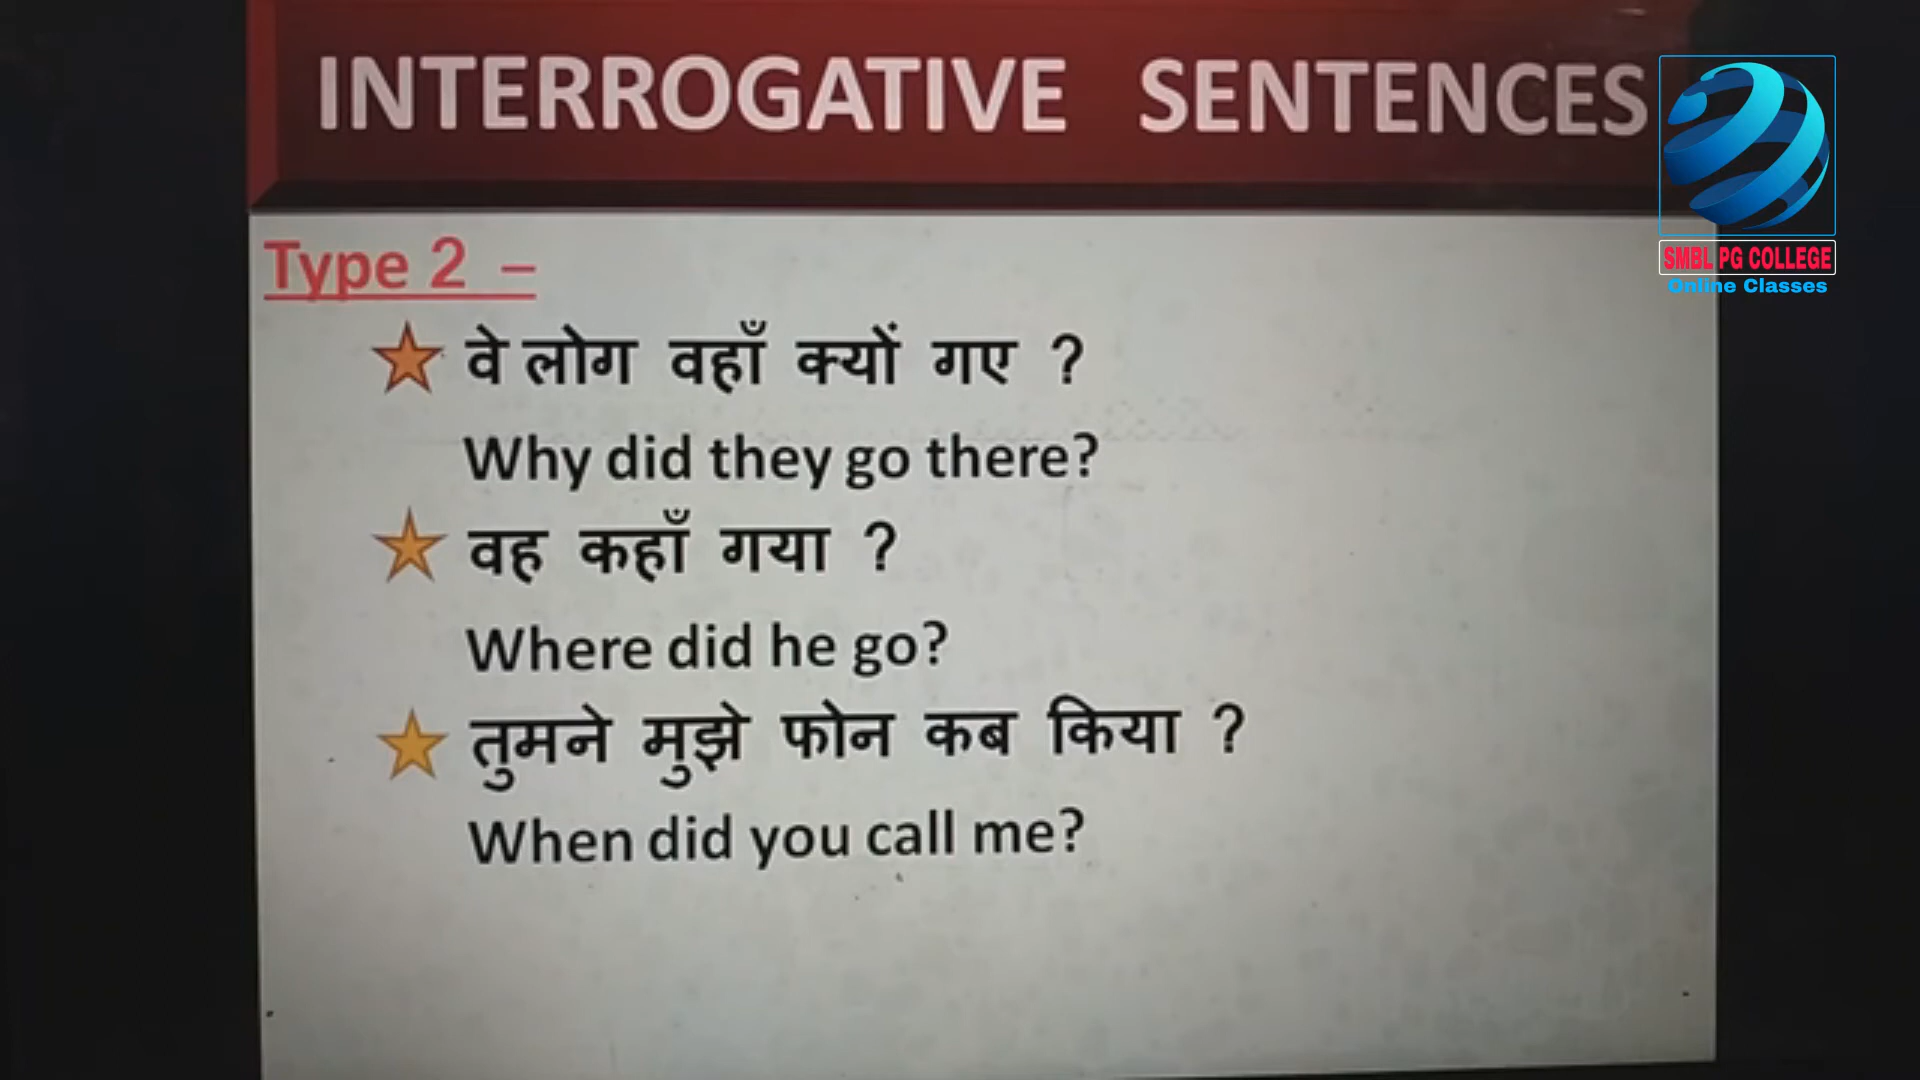 INTERROGATIVE SENTENCES
SMBL PG COLLEGE
Online Classes
Type 2 –
वे लोग वहाँ क्यों गए ?
Why did they go there?
वह कहाँ गया ?
Where did he go?
तुमने मुझे फोन कब किया ?
When did you call me?